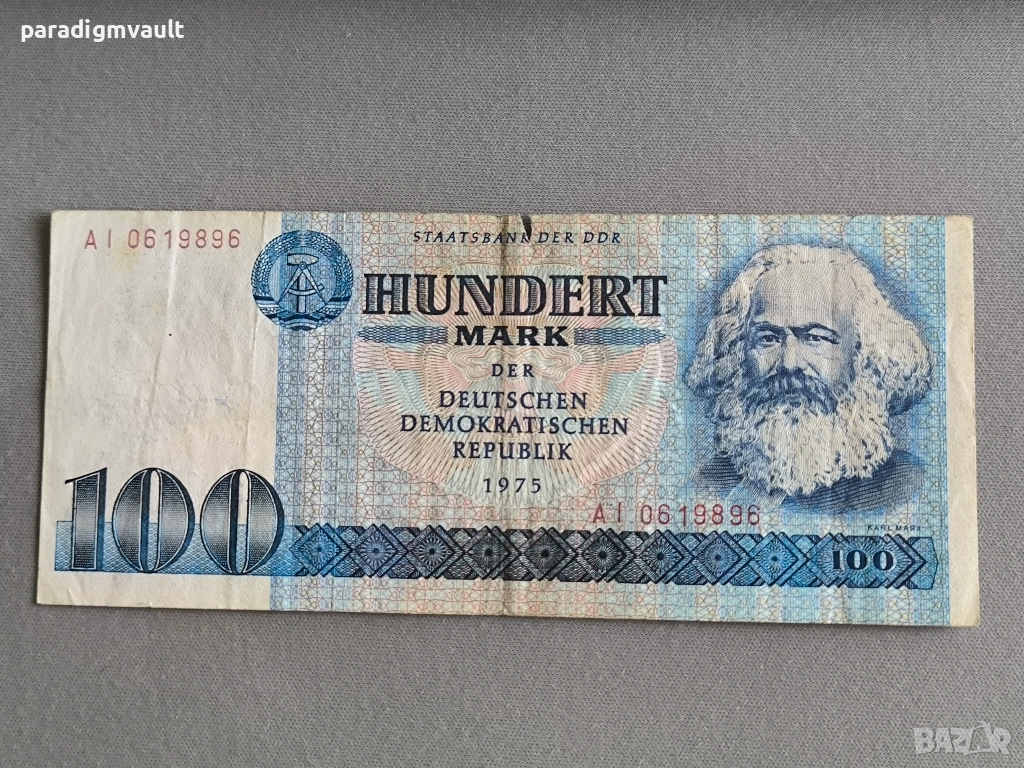 paradigmvault
AI 0619896
STAATSBANK DER DDR
HUNDERT
MARK
DER
DEUTSCHEN
DEMOKRATISCHEN
REPUBLIK
1975
100
AI 0619896
KARL MARX
100
BAZAR